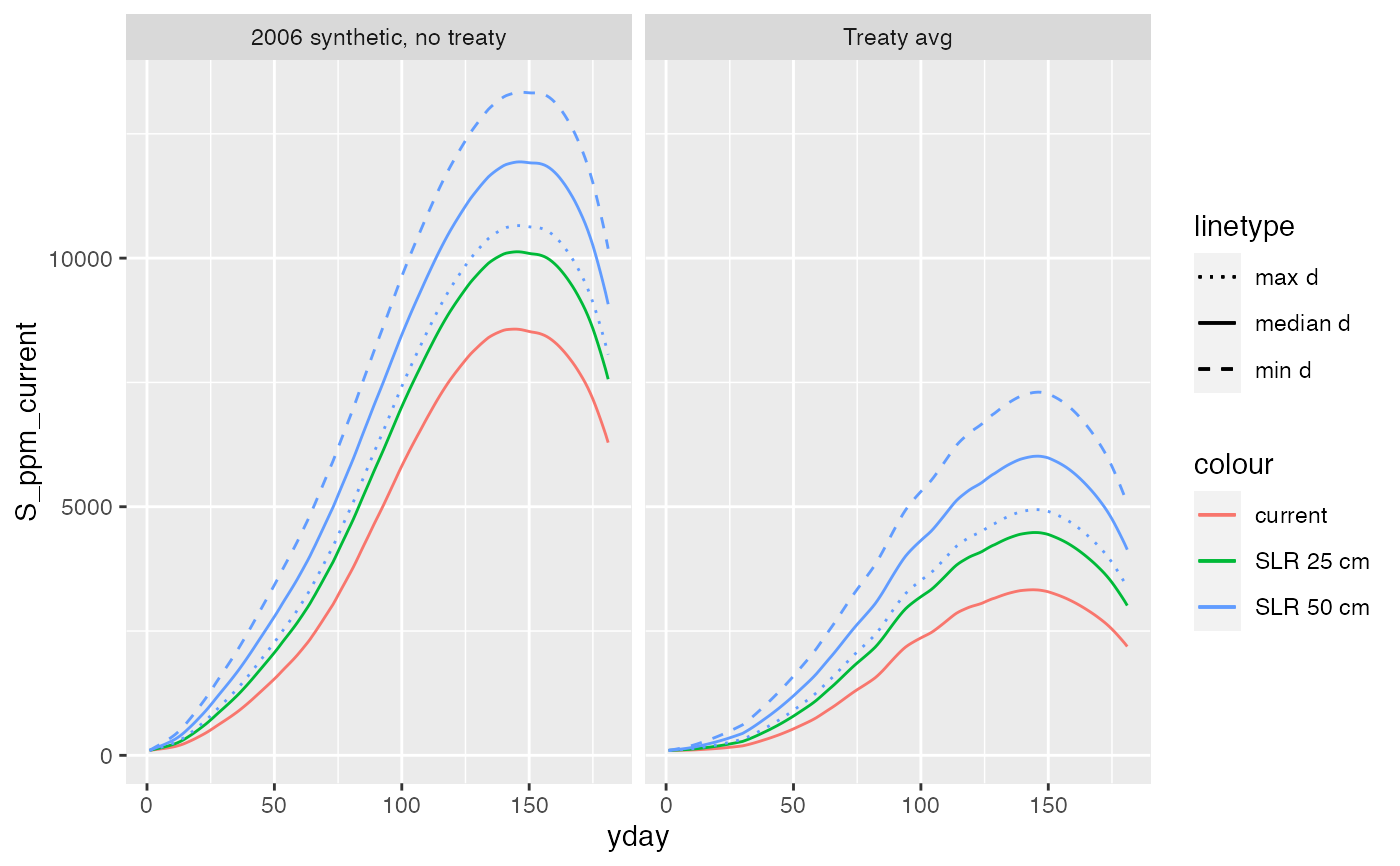 2006 synthetic, no treaty
Treaty avg
S_ppm_current
10000
5000
0
0 50 100 150
0 50 100 150
yday
linetype
max d
median d
min d
colour
current
SLR 25 cm
SLR 50 cm